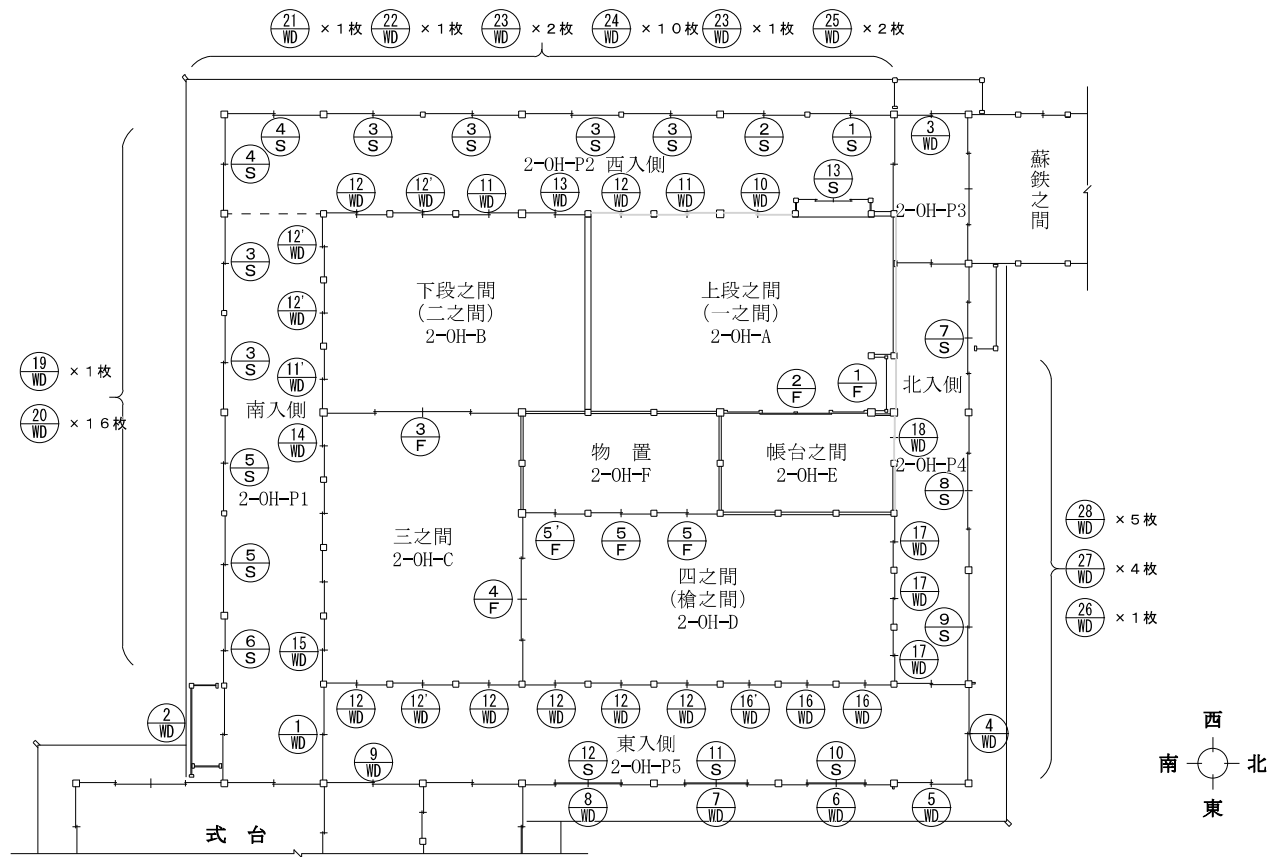 21 WD ×1枚 22 WD ×1枚 23 WD ×2枚 24 WD ×10枚 23 WD ×1枚 25 WD ×2枚
4 S
3 S
3 S
3 S
3 S
2 S
1 S
3 WD
4 S
2-OH-P2 西入側
13 S
蘇鉄之間
12 WD
12' WD
11 WD
13 WD
12 WD
11 WD
10 WD
2-OH-P3
3 S
12' WD
下段之間
(二之間)
2-OH-B
上段之間
(一之間)
2-OH-A
12' WD
7 S
19 WD ×1枚
20 WD ×16枚
3 S
11' WD
2 F
1 F
北入側
南入側
14 WD
3 F
物 置
2-OH-F
帳台之間
2-OH-E
18 WD
2-OH-P4
5 S
2-OH-P1
8 S
28 WD ×5枚
27 WD ×4枚
26 WD ×1枚
三之間
2-OH-C
5' F
5 F
5 F
17 WD
5 S
4 F
四之間
(槍之間)
2-OH-D
17 WD
9 S
6 S
15 WD
17 WD
12 WD
12' WD
12 WD
12 WD
12 WD
12 WD
16' WD
16 WD
16 WD
2 WD
1 WD
9 WD
東入側
2-OH-P5
4 WD
12 S
11 S
10 S
8 WD
7 WD
6 WD
5 WD
式 台
西
南 北
東